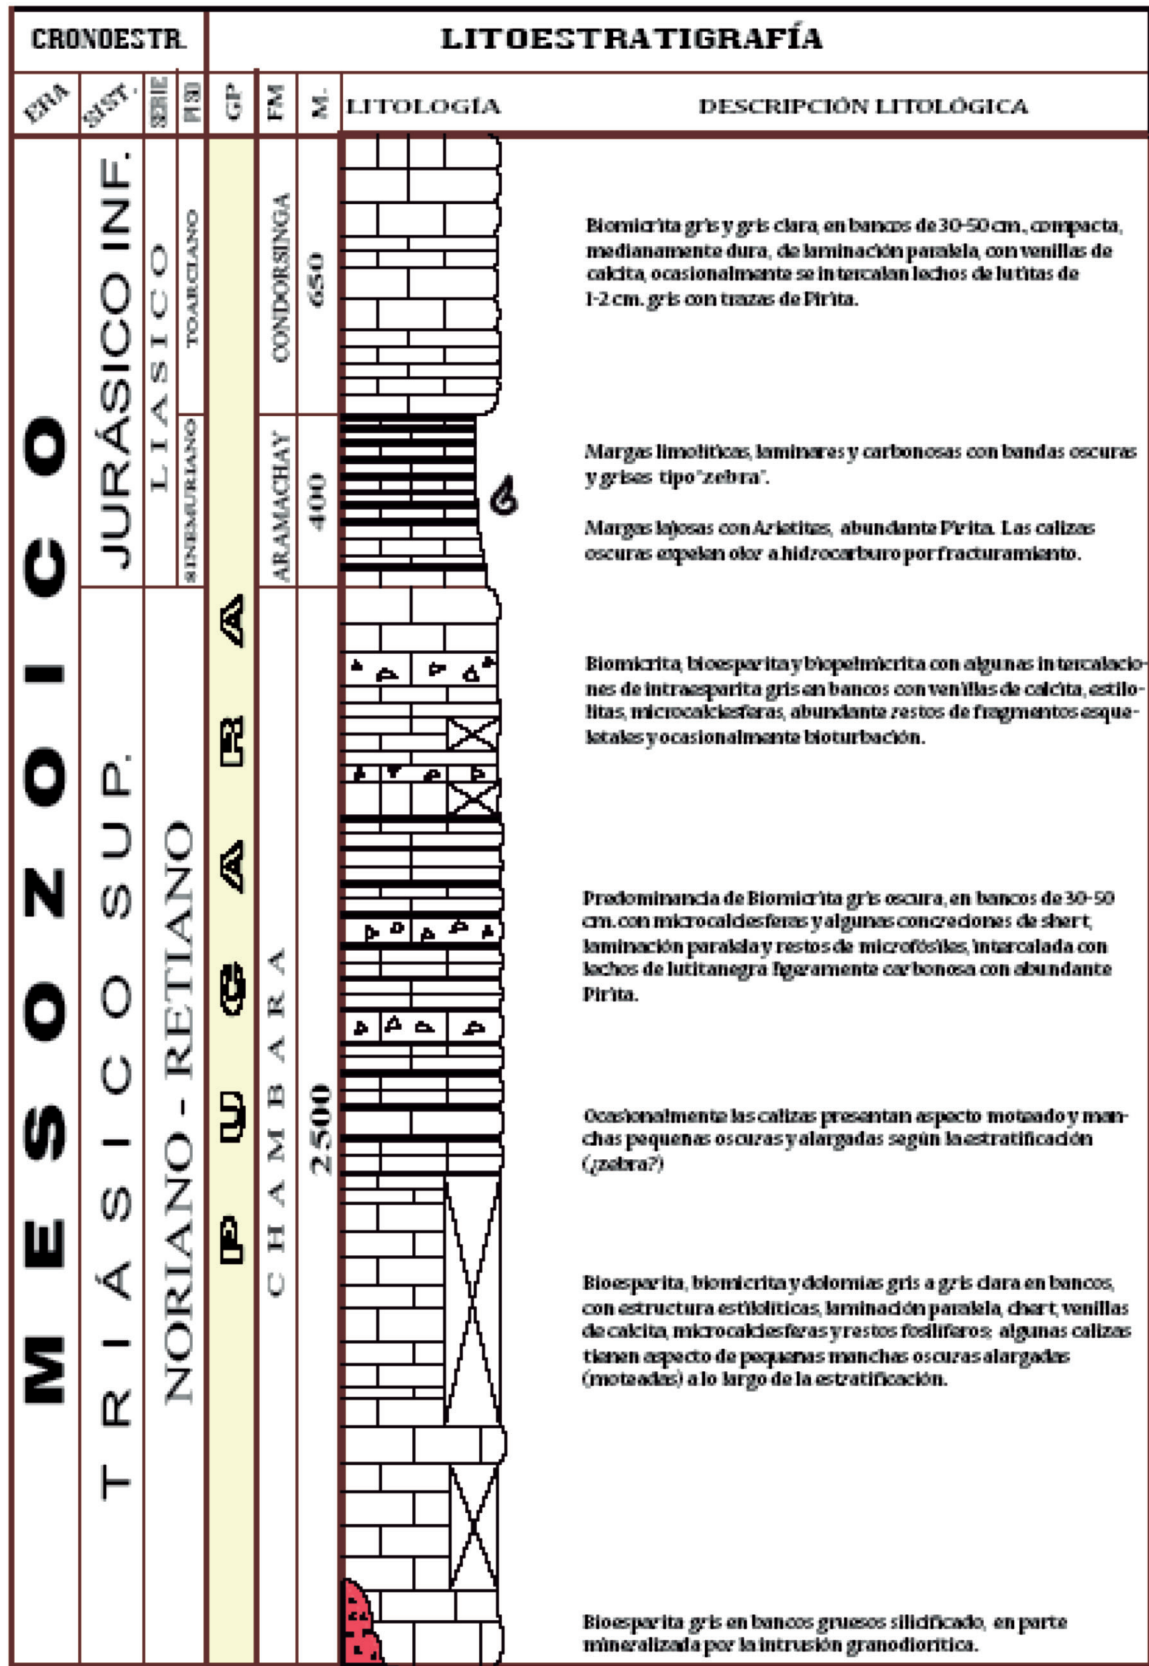 CRONOESTR.
LITOESTRATIGRAFÍA
ERA
SIST.
SERIE
PISO
GP
FM
M.
LITOLOGÍA
DESCRIPCIÓN LITOLÓGICA
MESOZOICO
JURÁSICO INF.
LIASICO
TOARCIANO
CONDORSINGA
650
Biomicrita gris y gris clara, en bancos de 30-50 cm., compacta,
medianamente dura, de laminación paralela, con venillas de
calcita, ocasionalmente se intercalan lechos de lutitas de
1-2 cm. gris con trazas de Pirita.
SINEMURIANO
ARAMACHAY
400
Margas limolíticas, laminares y carbonosas con bandas oscuras
y grises tipo "zebra".
Margas lajosas con Arietites, abundante Pirita. Las calizas
oscuras expelen olor a hidrocarburo por fracturamiento.
TRIÁSICO SUP.
NORIANO - RETIANO
PUCARA
CHAMBARA
2500
Biomicrita, bioesparita y biopelmicrita con algunas intercalacio-
nes de intraesparita gris en bancos con venillas de calcita, estilo-
litas, microcalciesferas, abundante restos de fragmentos esque-
letales y ocasionalmente bioturbación.
Predominancia de Biomicrita gris oscura, en bancos de 30-50
cm. con microcalciesferas y algunas concreciones de shert,
laminación paralela y restos de microfósiles, intercalada con
lechos de lutitanegra ligeramente carbonosa con abundante
Pirita.
Ocasionalmente las calizas presentan aspecto moteado y man-
chas pequenas oscuras y alargadas según la estratificación
(¿zebra?)
Bioesparita, biomicrita y dolomias gris a gris clara en bancos,
con estructura estilolíticas, laminación paralela, chert, venillas
de calcita, microcalciesferas y restos fosilíferos; algunas calizas
tienen aspecto de pequeñas manchas oscuras alargadas
(moteadas) a lo largo de la estratificación.
Bioesparita gris en bancos gruesos silicificado, en parte
mineralizada por la intrusión granodiorítica.